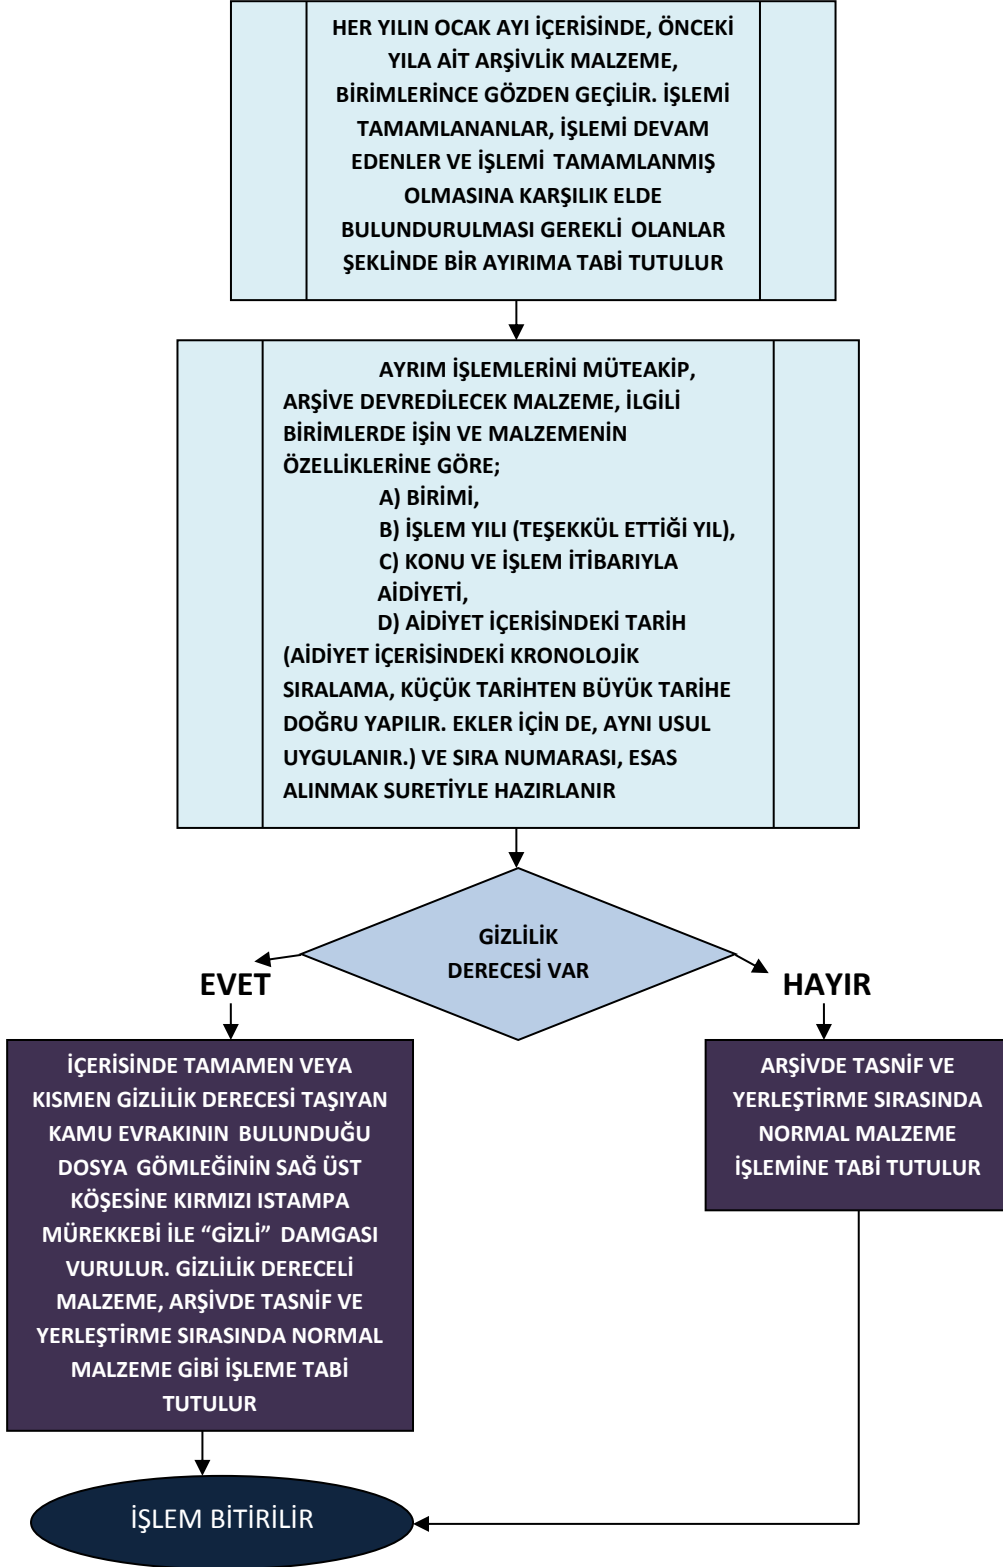 HER YILIN OCAK AYI İÇERİSİNDE, ÖNCEKİ
YILA AİT ARŞİVLİK MALZEME,
BİRİMLERİNCE GÖZDEN GEÇİLİR. İŞLEMİ
TAMAMLANANLAR, İŞLEMİ DEVAM
EDENLER VE İŞLEMİ TAMAMLANMIŞ
OLMASINA KARŞILIK ELDE
BULUNDURULMASI GEREKLİ OLANLAR
ŞEKLİNDE BİR AYIRIMA TABİ TUTULUR
AYRIM İŞLEMLERİNİ MÜTEAKİP,
ARŞİVE DEVREDİLECEK MALZEME, İLGİLİ
BİRİMLERDE İŞİN VE MALZEMENİN
ÖZELLİKLERİNE GÖRE;
A) BİRİMİ,
B) İŞLEM YILI (TEŞEKKÜL ETTİĞİ YIL),
C) KONU VE İŞLEM İTİBARIYLA
AİDİYETİ,
D) AİDİYET İÇERİSİNDEKİ TARİH
(AİDİYET İÇERİSİNDEKİ KRONOLOJİK
SIRALAMA, KÜÇÜK TARİHTEN BÜYÜK TARİHE
DOĞRU YAPILIR. EKLER İÇİN DE, AYNI USUL
UYGULANIR.) VE SIRA NUMARASI, ESAS
ALINMAK SURETİYLE HAZIRLANIR
GİZLİLİK
DERECESİ VAR
EVET
HAYIR
İÇERİSİNDE TAMAMEN VEYA
KISMEN GİZLİLİK DERECESİ TAŞIYAN
KAMU EVRAKININ BULUNDUĞU
DOSYA GÖMLEĞİNİN SAĞ ÜST
KÖŞESİNE KIRMIZI ISTAMPA
MÜREKKEBİ İLE “GİZLİ” DAMGASI
VURULUR. GİZLİLİK DERECELİ
MALZEME, ARŞİVDE TASNİF VE
YERLEŞTİRME SIRASINDA NORMAL
MALZEME GİBİ İŞLEME TABİ
TUTULUR
ARŞİVDE TASNİF VE
YERLEŞTİRME SIRASINDA
NORMAL MALZEME
İŞLEMİNE TABİ TUTULUR
İŞLEM BİTİRİLİR